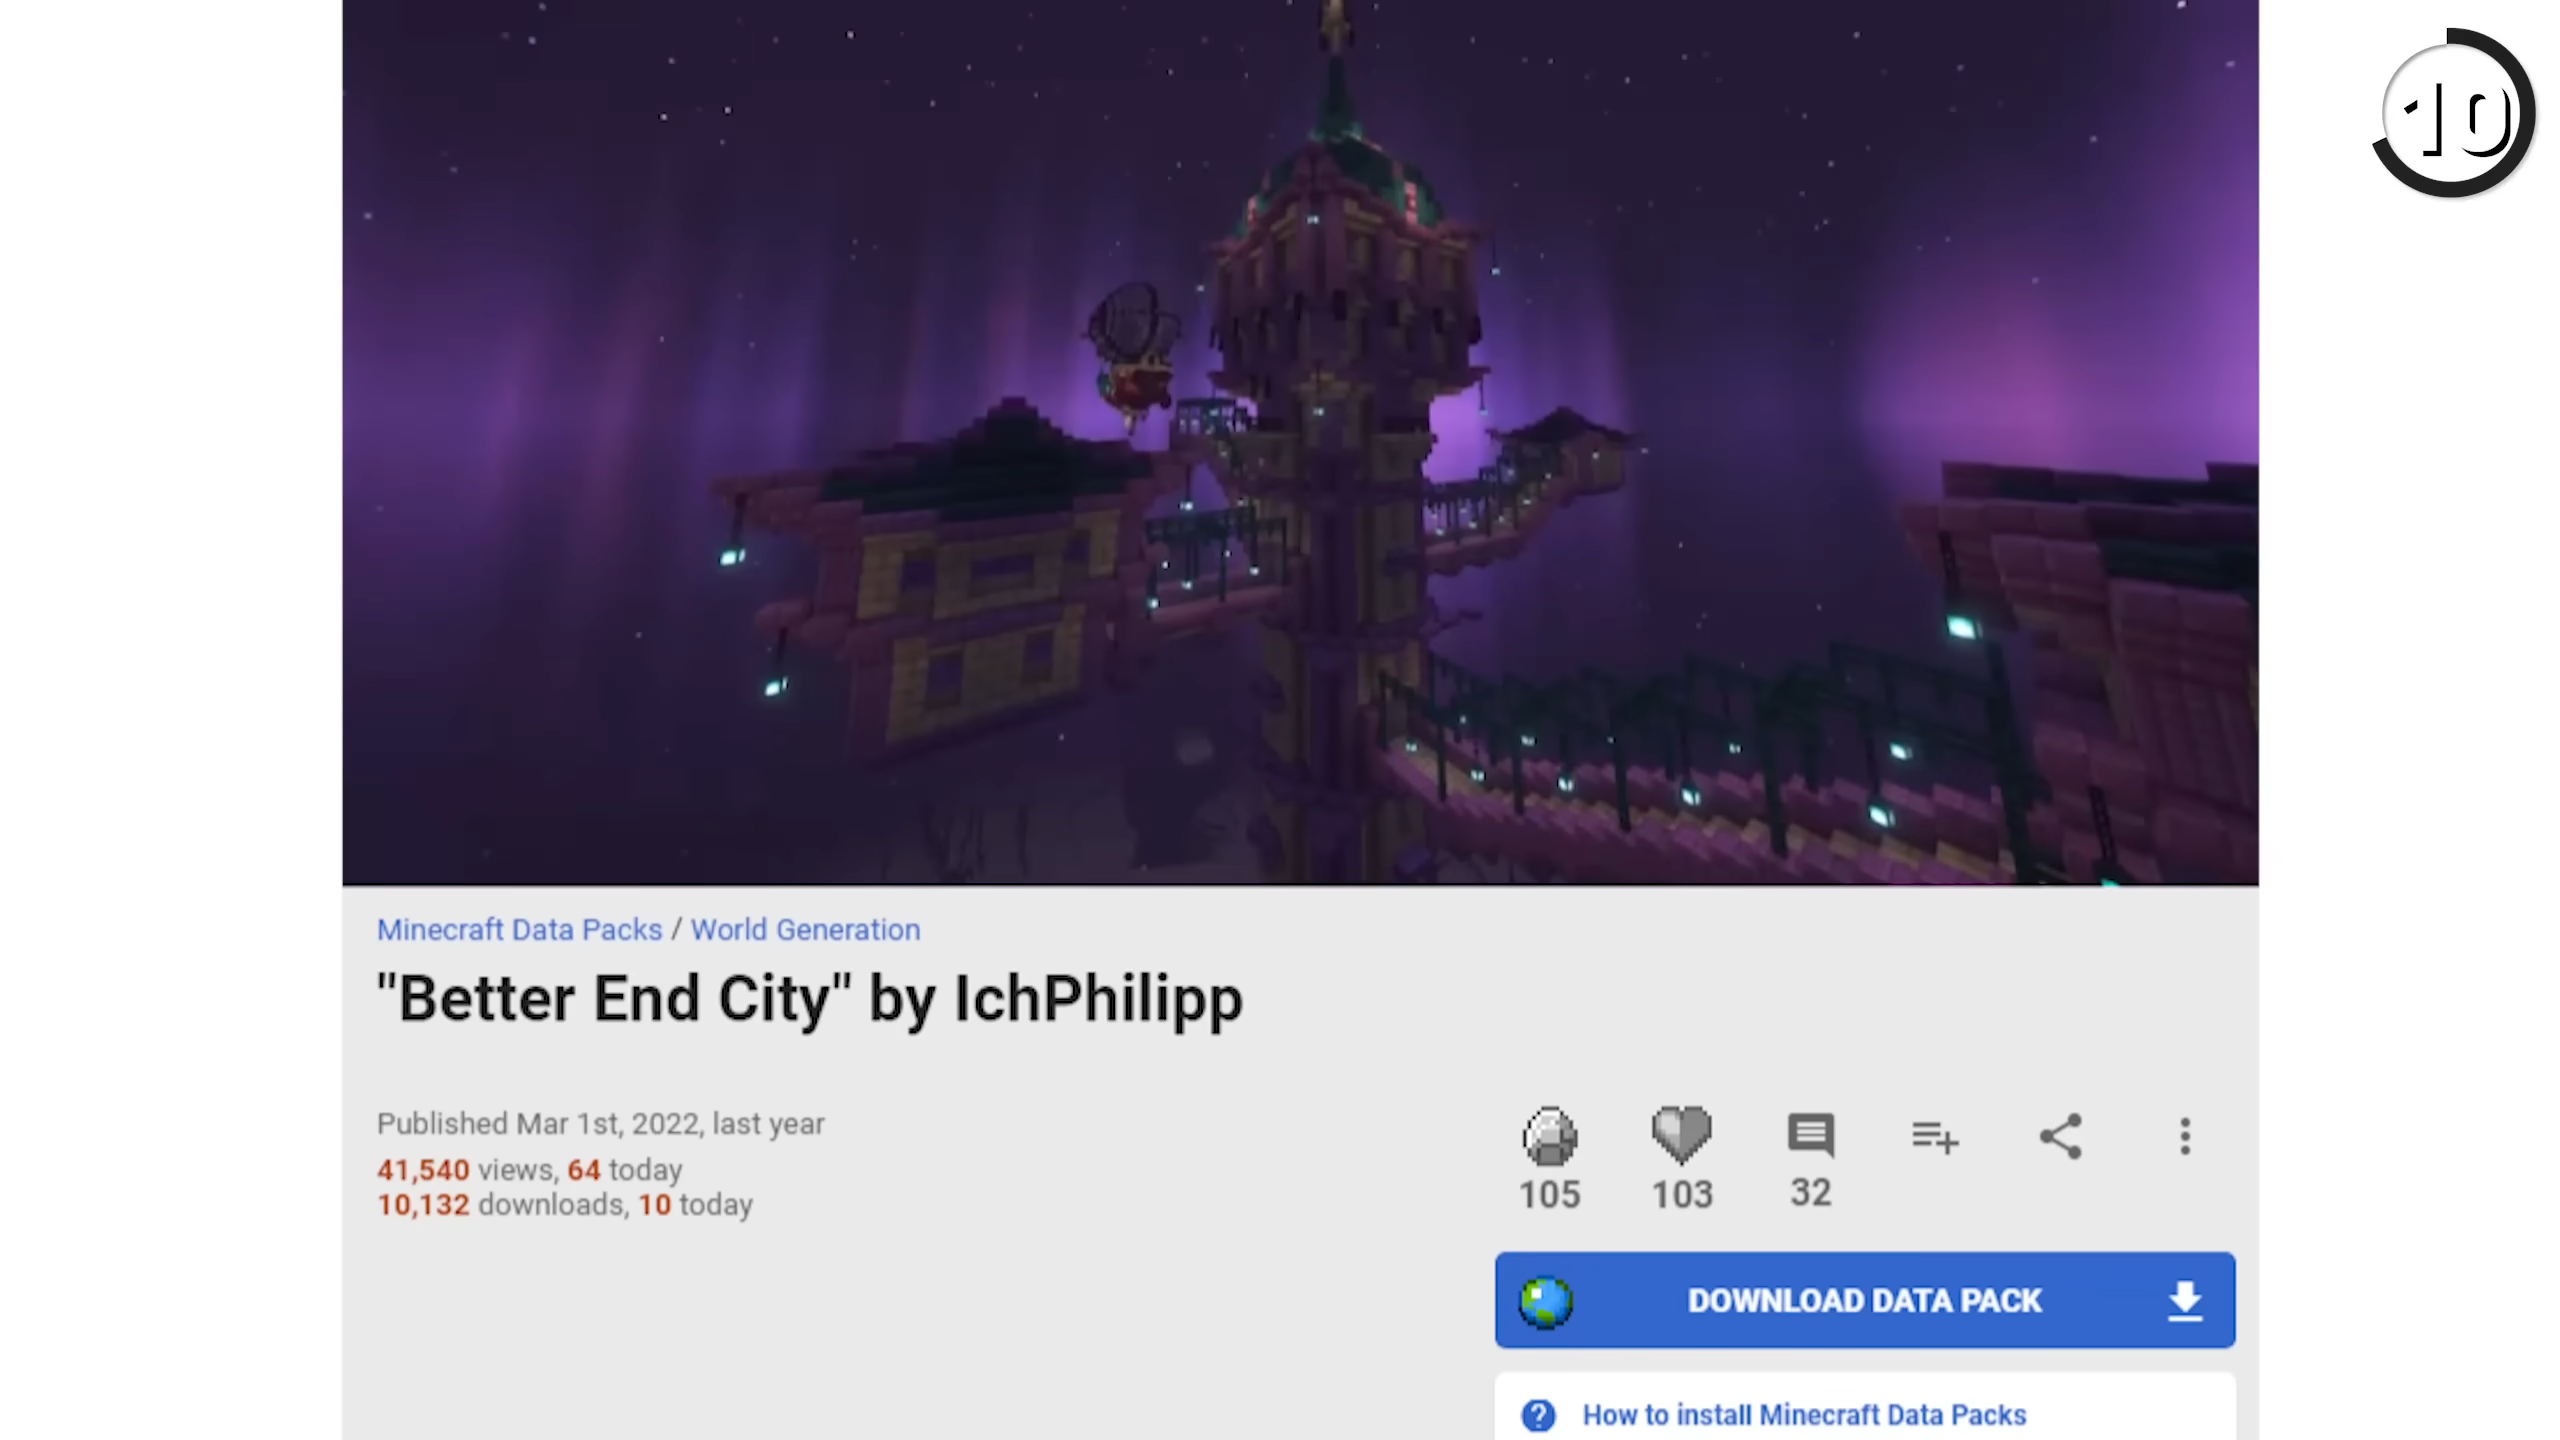 10
Minecraft Data Packs / World Generation
"Better End City" by IchPhilipp
Published Mar 1st, 2022, last year
41,540 views, 64 today
10,132 downloads, 10 today
105
103
32
DOWNLOAD DATA PACK
? How to install Minecraft Data Packs